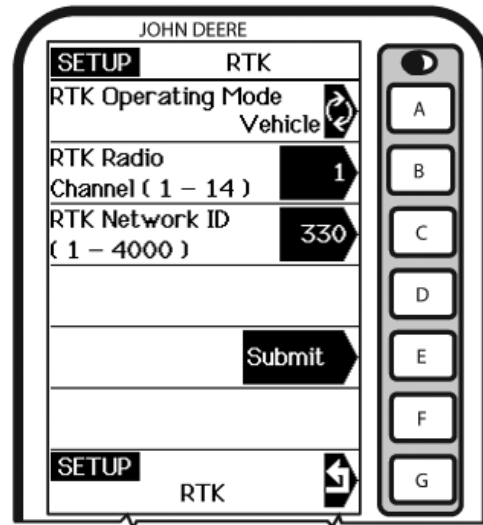 JOHN DEERE
SETUP RTK
RTK Operating Mode
Vehicle
A
RTK Radio
Channel ( 1 – 14 )
1
B
RTK Network ID
( 1 – 4000 )
330
C
D
Submit
E
F
SETUP
RTK
G